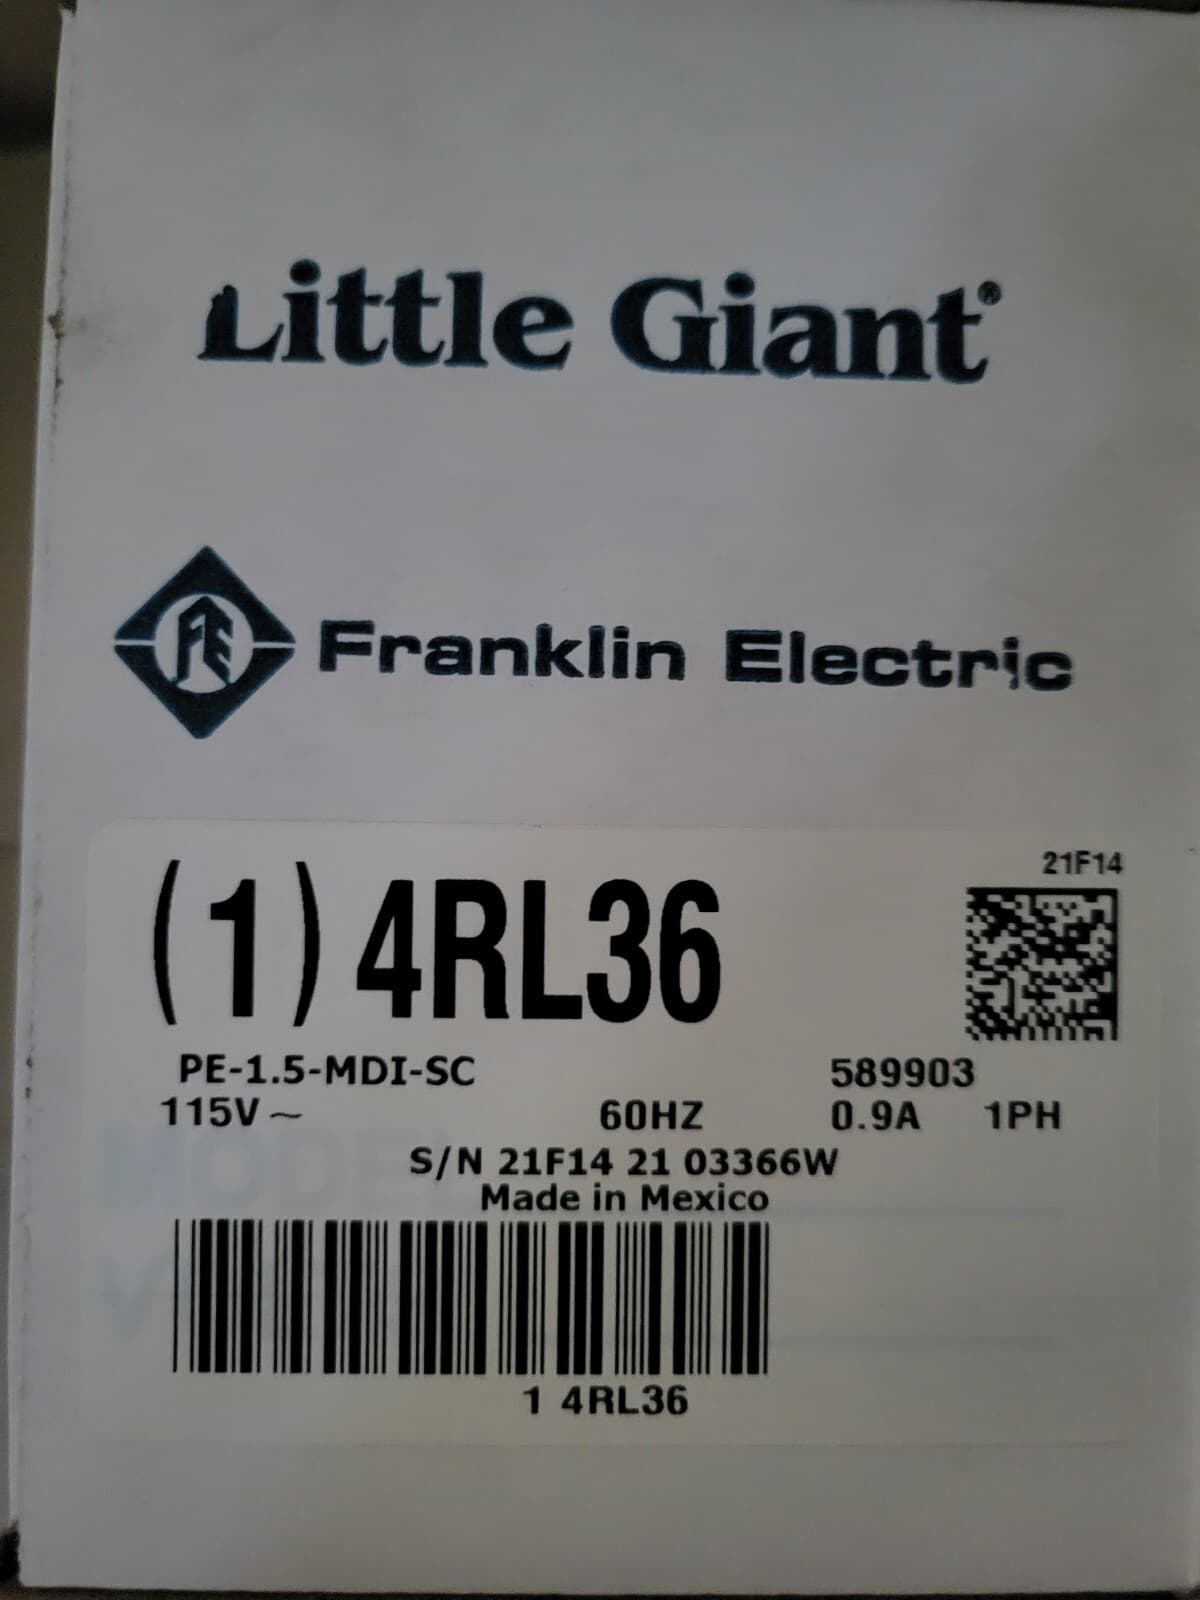 Little Giant®
FE Franklin Electric
21F14
(1) 4RL36
PE-1.5-MDI-SC 589903
115V~ 60HZ 0.9A 1PH
S/N 21F14 21 03366W
Made in Mexico
1 4RL36